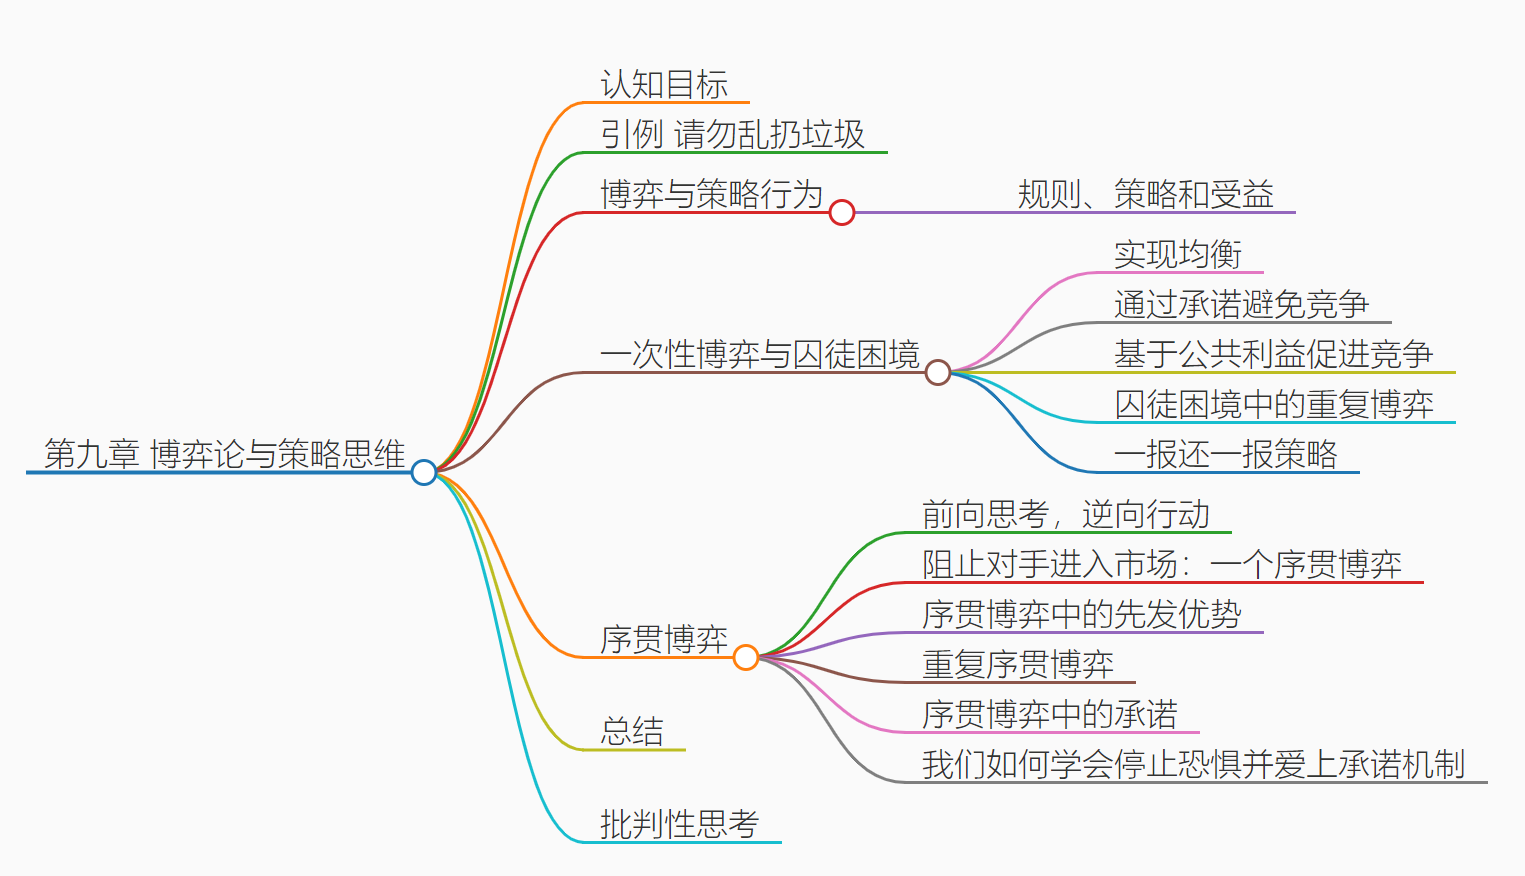 认知目标
引例 请勿乱扔垃圾
博弈与策略行为
规则、策略和受益
实现均衡
通过承诺避免竞争
一次性博弈与囚徒困境
基于公共利益促进竞争
囚徒困境中的重复博弈
第九章 博弈论与策略思维
一报还一报策略
前向思考，逆向行动
阻止对手进入市场：一个序贯博弈
序贯博弈中的先发优势
序贯博弈
重复序贯博弈
序贯博弈中的承诺
总结
我们如何学会停止恐惧并爱上承诺机制
批判性思考